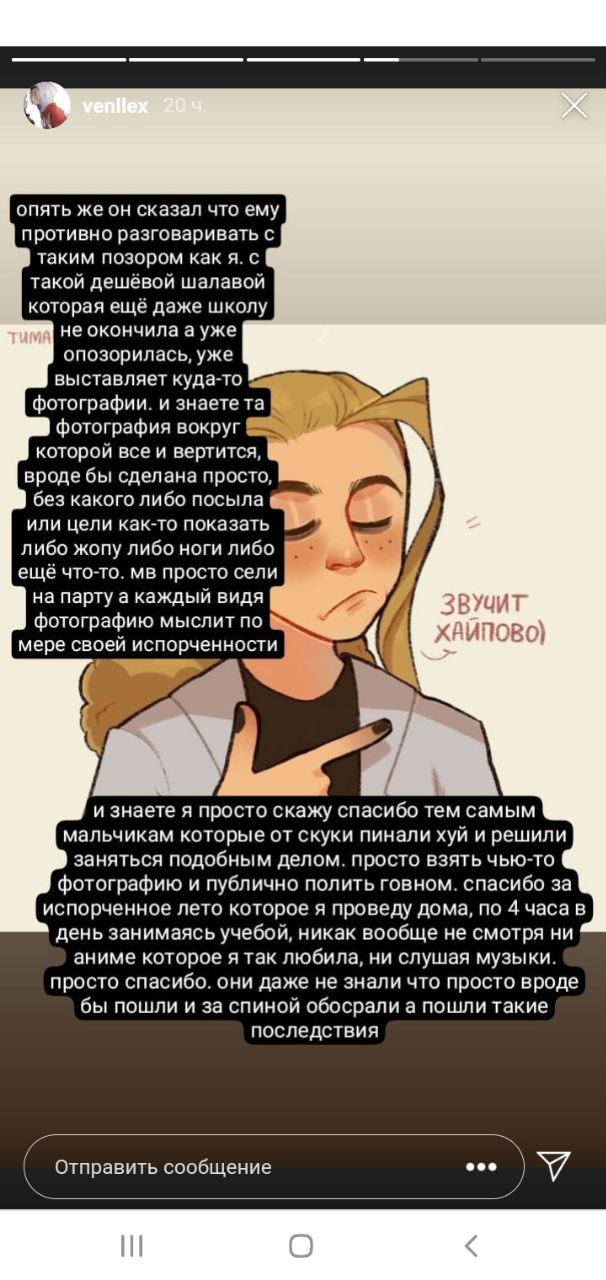 venllex 20 ч.
опять же он сказал что ему
противно разговаривать с
таким позором как я. с
такой дешёвой шалавой
которая ещё даже школу
не окончила а уже
опозорилась, уже
выставляет куда-то
фотографии. и знаете та
фотография вокруг
которой все и вертится,
вроде бы сделана просто,
без какого либо посыла
или цели как-то показать
либо жопу либо ноги либо
ещё что-то. мв просто сели
на парту а каждый видя
фотографию мыслит по
мере своей испорченности
ТИМА
ЗВУЧИТ
ХАЙПОВО)
и знаете я просто скажу спасибо тем самым
мальчикам которые от скуки пинали хуй и решили
заняться подобным делом. просто взять чью-то
фотографию и публично полить говном. спасибо за
испорченное лето которое я проведу дома, по 4 часа в
день занимаясь учебой, никак вообще не смотря ни
аниме которое я так любила, ни слушая музыки.
просто спасибо. они даже не знали что просто вроде
бы пошли и за спиной обосрали а пошли такие
последствия
Отправить сообщение